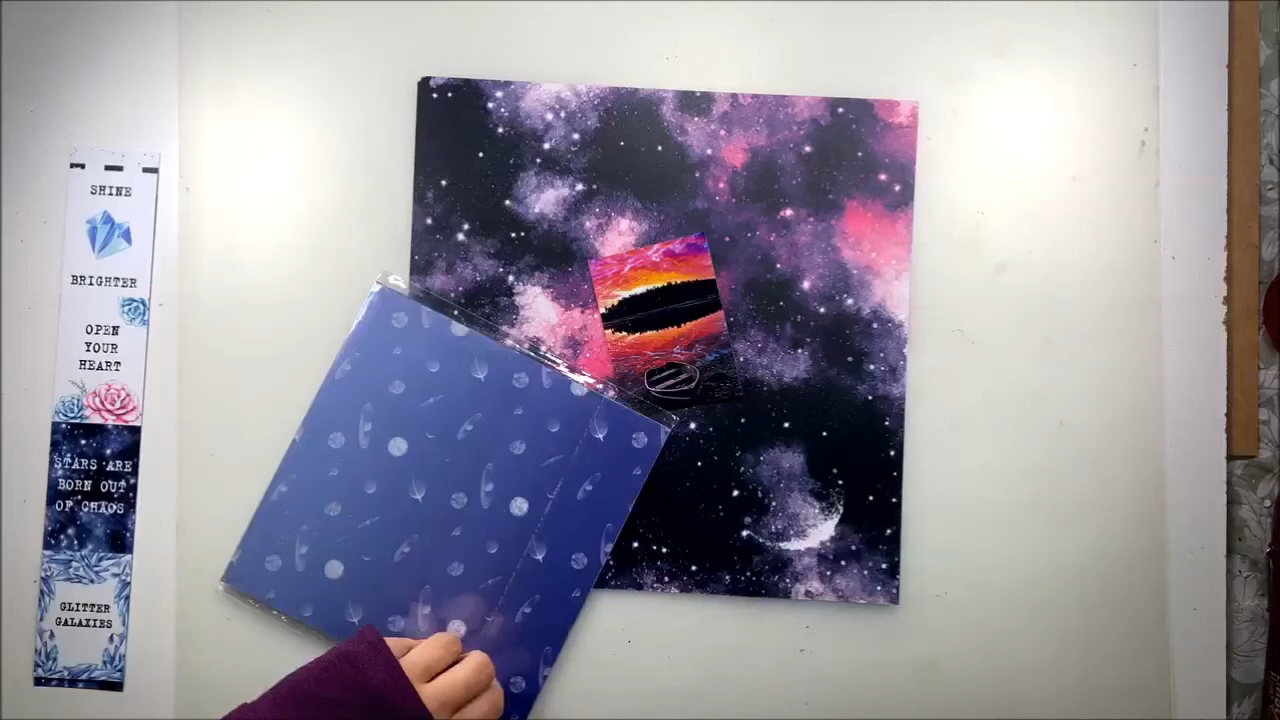 SHINE
BRIGHTER
OPEN
YOUR
HEART
STARS ARE
BORN OUT
OF CHAOS
GLITTER
GALAXIES